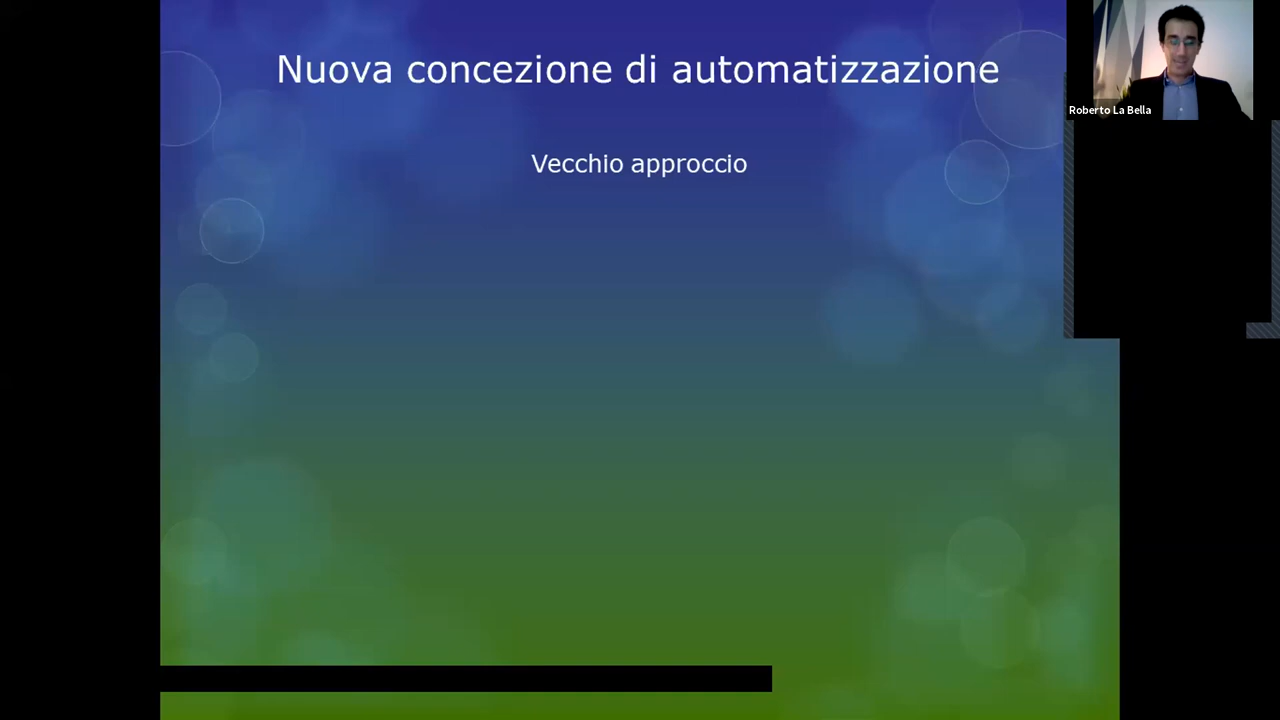 Nuova concezione di automatizzazione
Vecchio approccio
Roberto La Bella